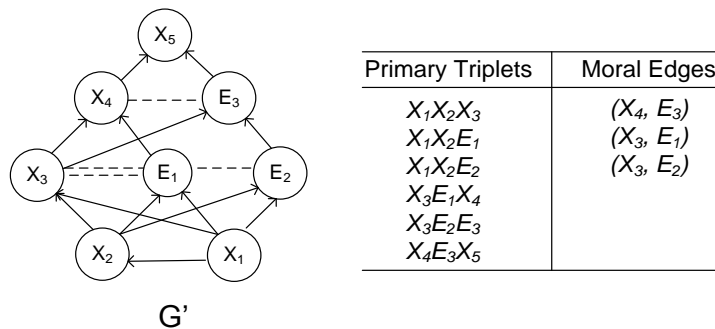 X₅
X₄ E₃
X₃ E₁ E₂
X₂ X₁
G’
Primary Triplets Moral Edges
X₁X₂X₃ (X₄, E₃)
X₁X₂E₁ (X₃, E₁)
X₁X₂E₂ (X₃, E₂)
X₃E₁X₄
X₃E₂E₃
X₄E₃X₅